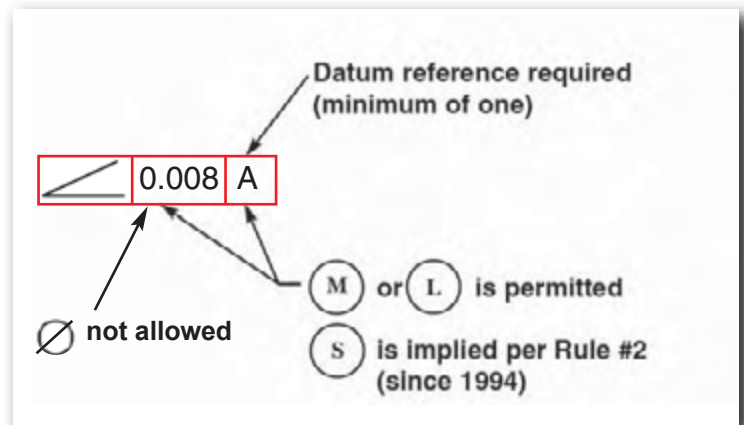 Datum reference required
(minimum of one)
0.008 A
M or L is permitted
⌀ not allowed
S is implied per Rule #2
(since 1994)